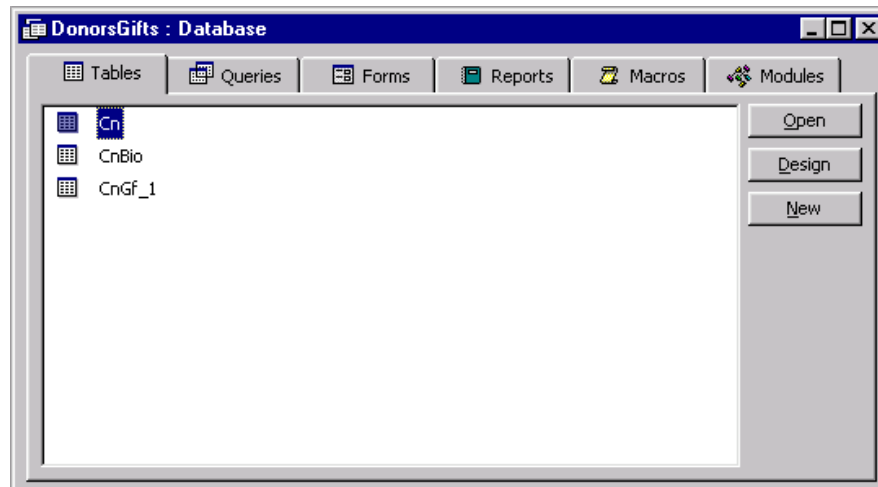 DonorsGifts : Database
Tables Queries Forms Reports Macros Modules
Cn Open
CnBio Design
CnGf_1 New